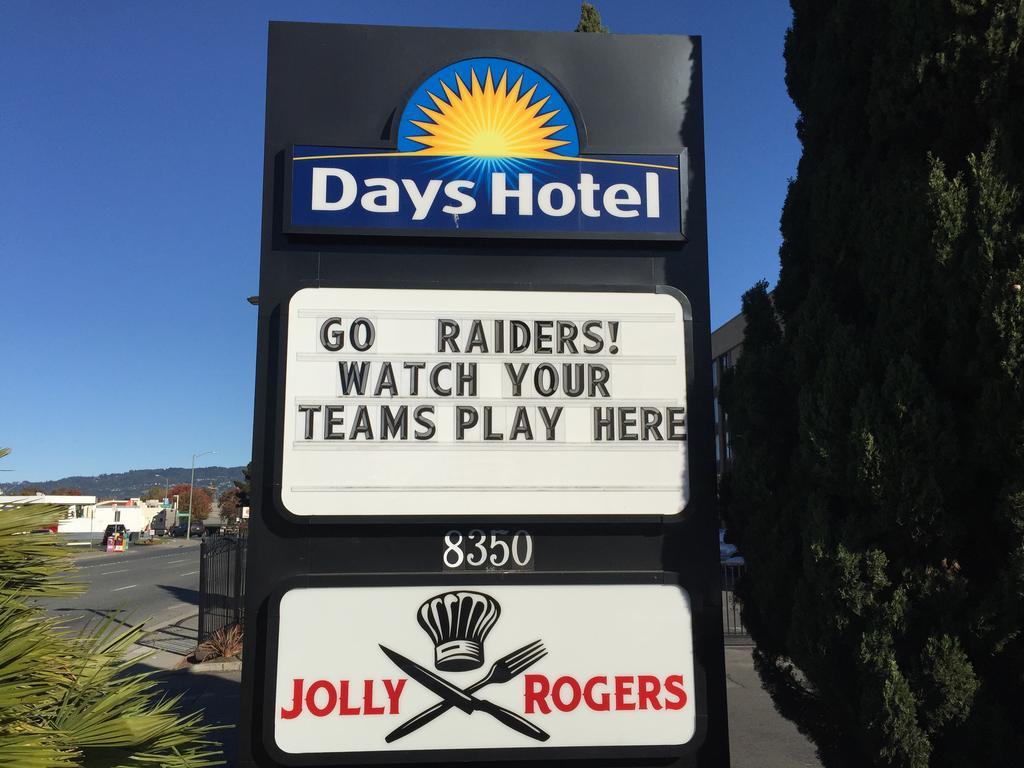 Days Hotel
GO RAIDERS!
WATCH YOUR
TEAMS PLAY HERE
8350
JOLLY ROGERS